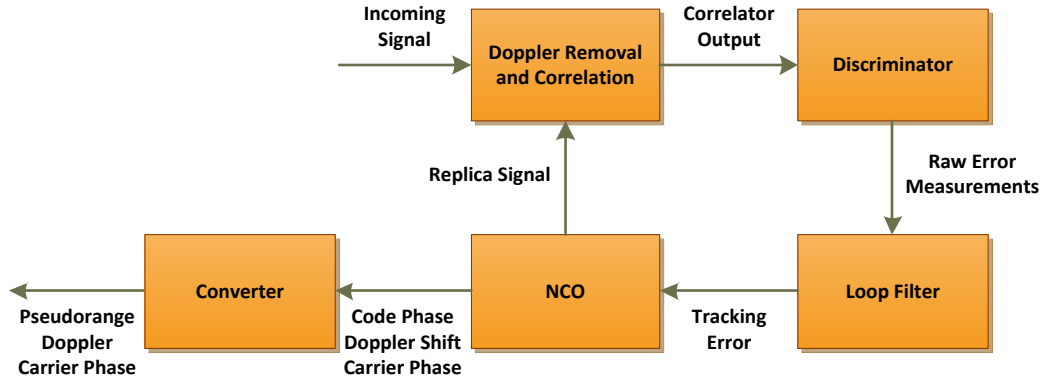 Incoming
Signal
Doppler Removal
and Correlation
Correlator
Output
Discriminator
Replica Signal
Raw Error
Measurements
Converter
NCO
Loop Filter
Pseudorange
Doppler
Carrier Phase
Code Phase
Doppler Shift
Carrier Phase
Tracking
Error